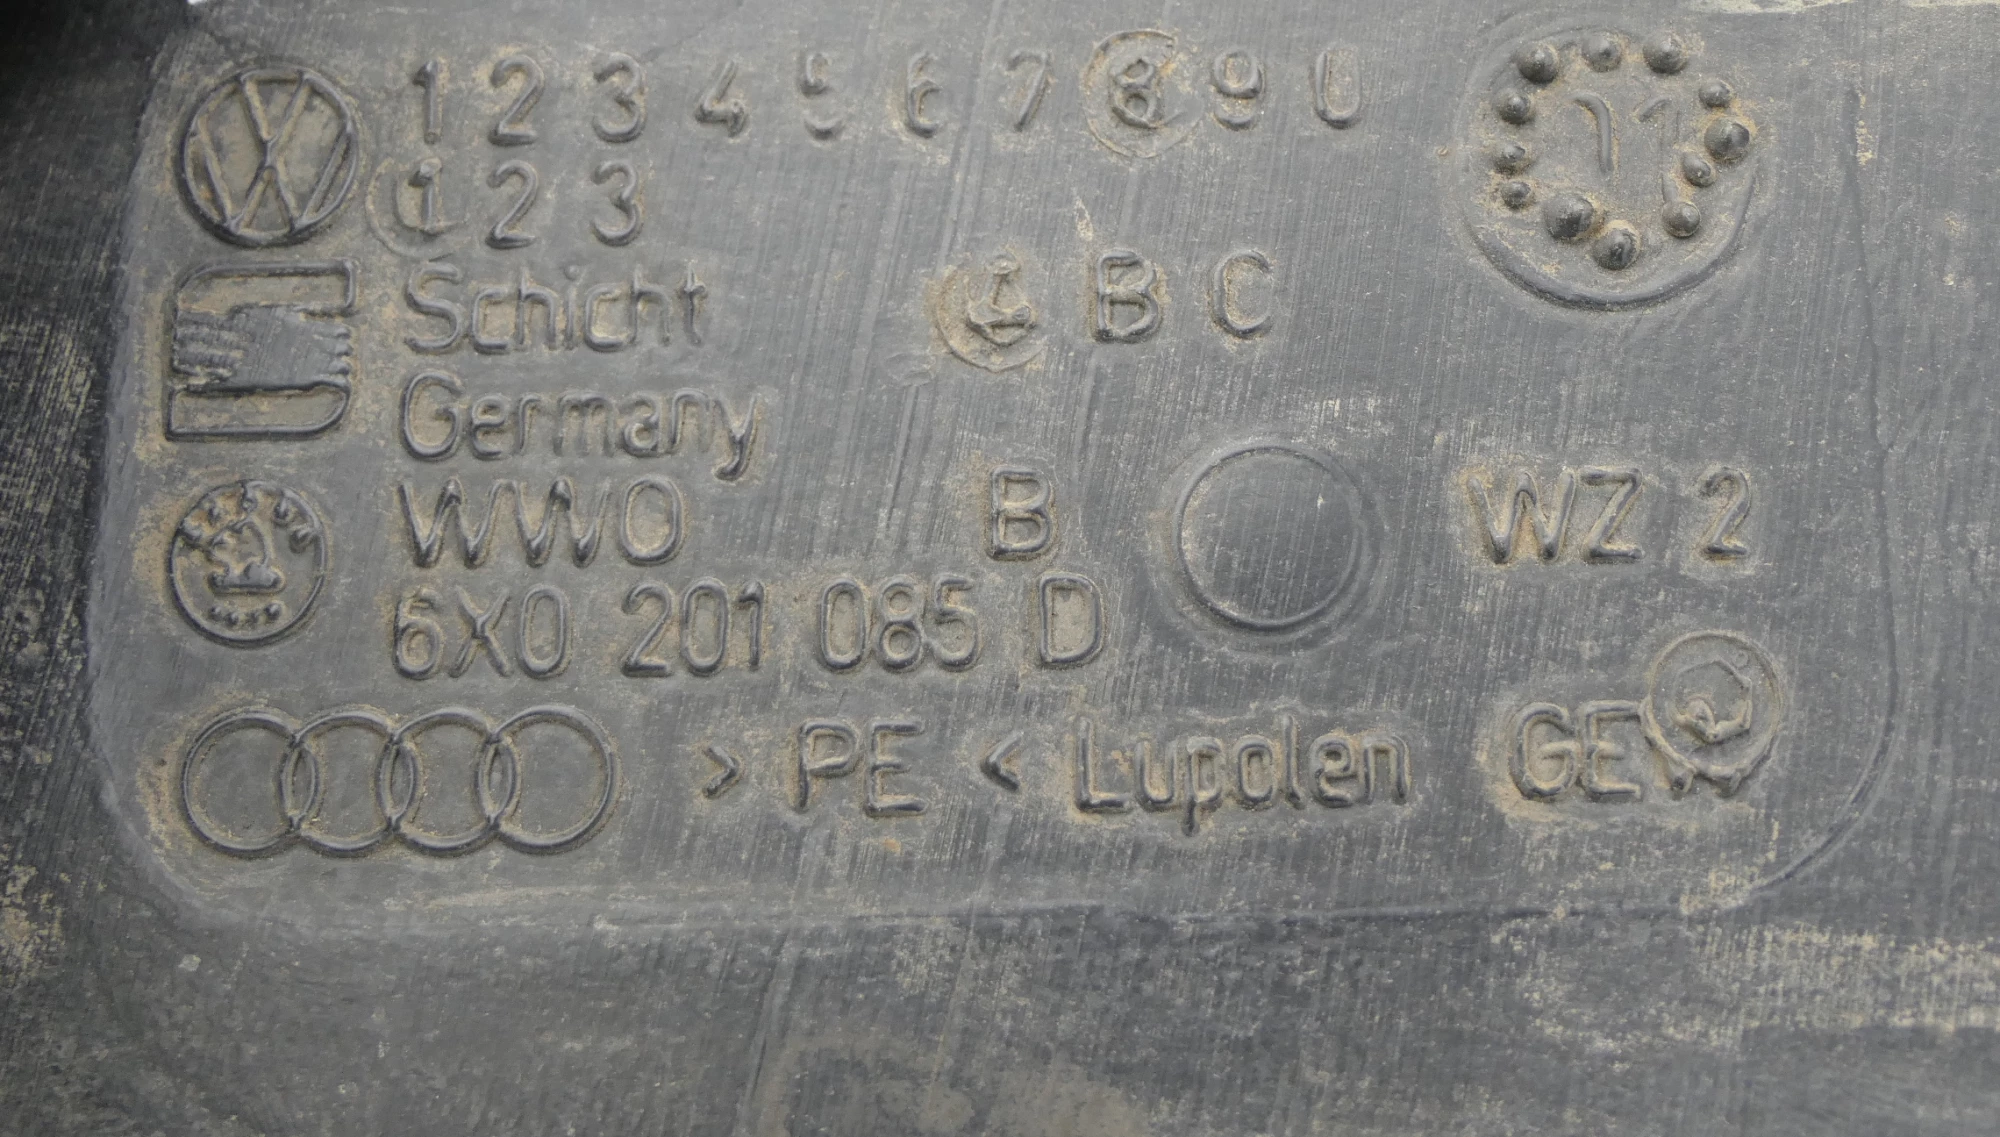 1 2 3 4 5 6 7 8 9 0
1 2 3
11
Schicht A B C
Germany
WWO B WZ 2
6X0 201 085 D
> PE < Lupolen GE